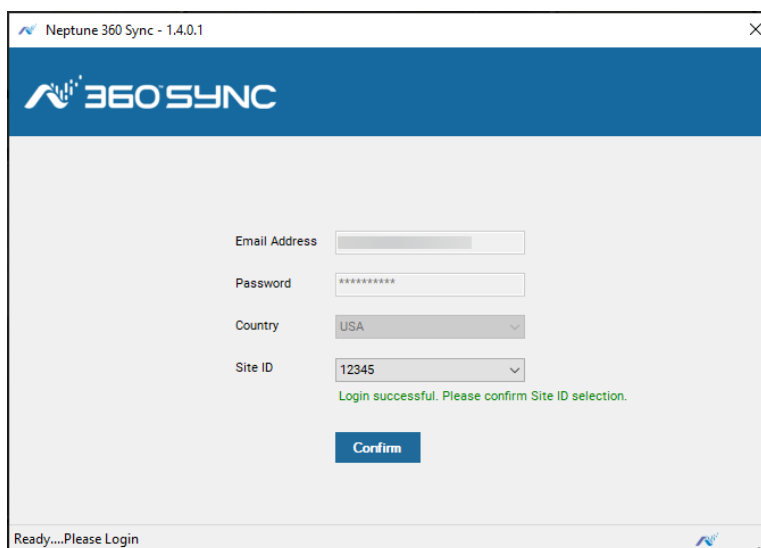 Neptune 360 Sync - 1.4.0.1
360™SYNC
Email Address
Password
**********
Country
USA
Site ID
12345
Login successful. Please confirm Site ID selection.
Confirm
Ready....Please Login